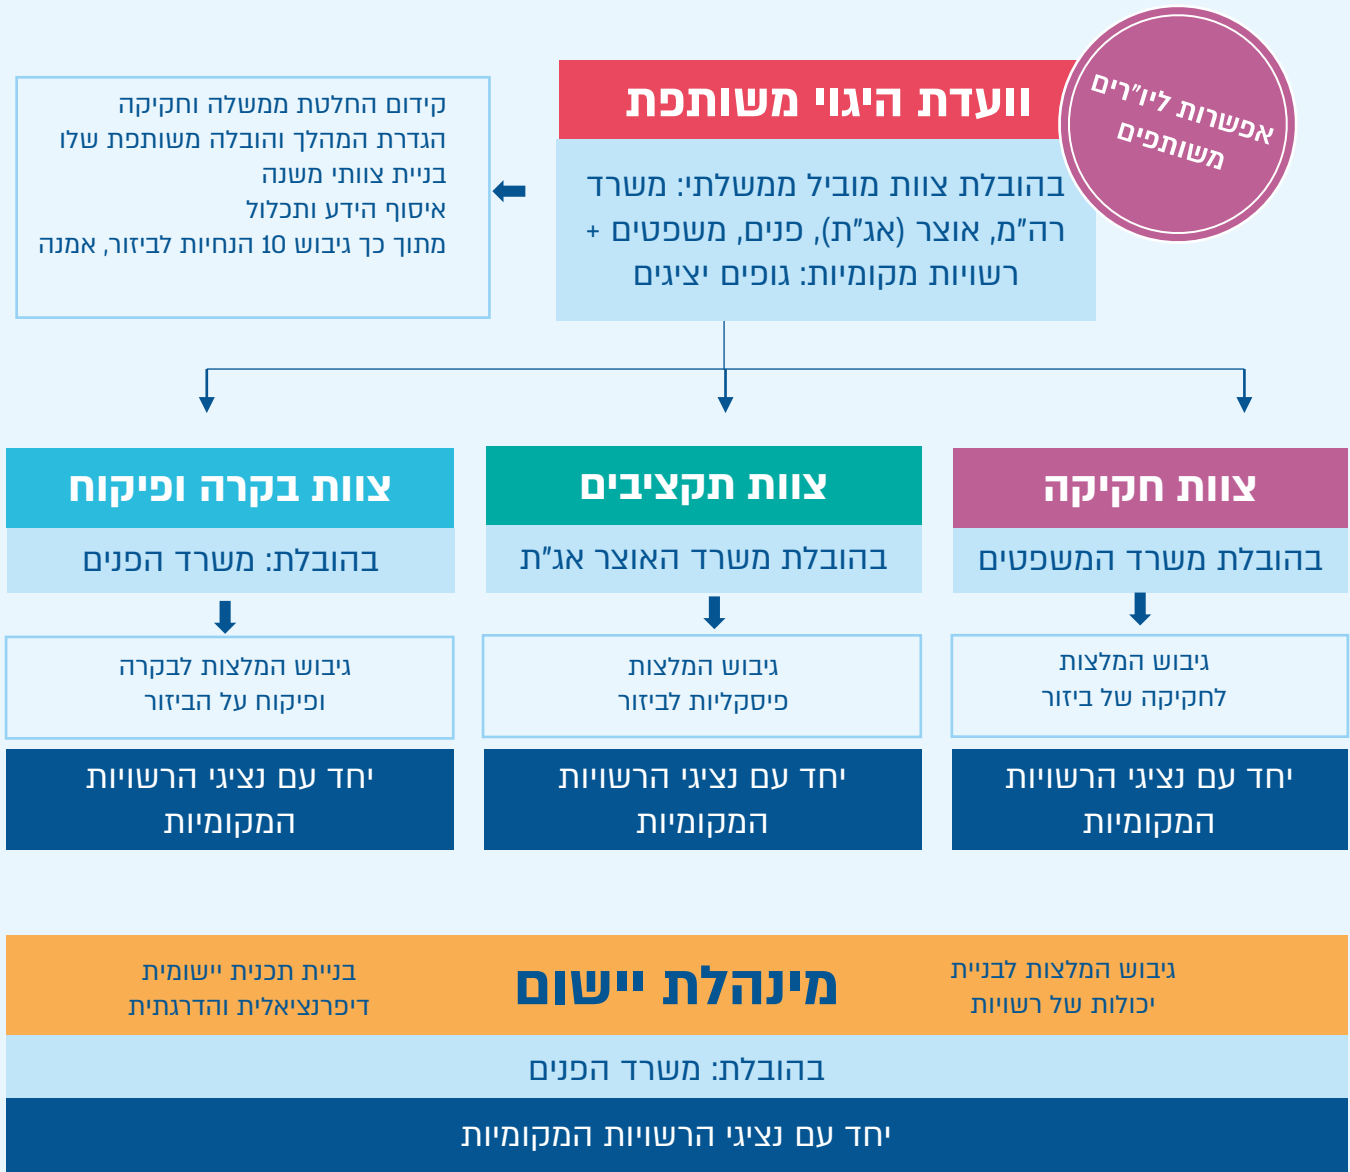 אפשרות ליו"רים
משותפים
וועדת היגוי משותפת
בהובלת צוות מוביל ממשלתי: משרד
רה"מ, אוצר (אג"ת), פנים, משפטים +
רשויות מקומיות: גופים יציגים
קידום החלטת ממשלה וחקיקה
הגדרת המהלך והובלה משותפת שלו
בניית צוותי משנה
איסוף הידע ותכלול
מתוך כך גיבוש 10 הנחיות לביזור, אמנה
צוות חקיקה
בהובלת משרד המשפטים
גיבוש המלצות
לחקיקה של ביזור
יחד עם נציגי הרשויות
המקומיות
צוות תקציבים
בהובלת משרד האוצר אג"ת
גיבוש המלצות
פיסקליות לביזור
יחד עם נציגי הרשויות
המקומיות
צוות בקרה ופיקוח
בהובלת: משרד הפנים
גיבוש המלצות לבקרה
ופיקוח על הביזור
יחד עם נציגי הרשויות
המקומיות
גיבוש המלצות לבניית
יכולות של רשויות
מינהלת יישום
בניית תכנית יישומית
דיפרנציאלית והדרגתית
בהובלת: משרד הפנים
יחד עם נציגי הרשויות המקומיות